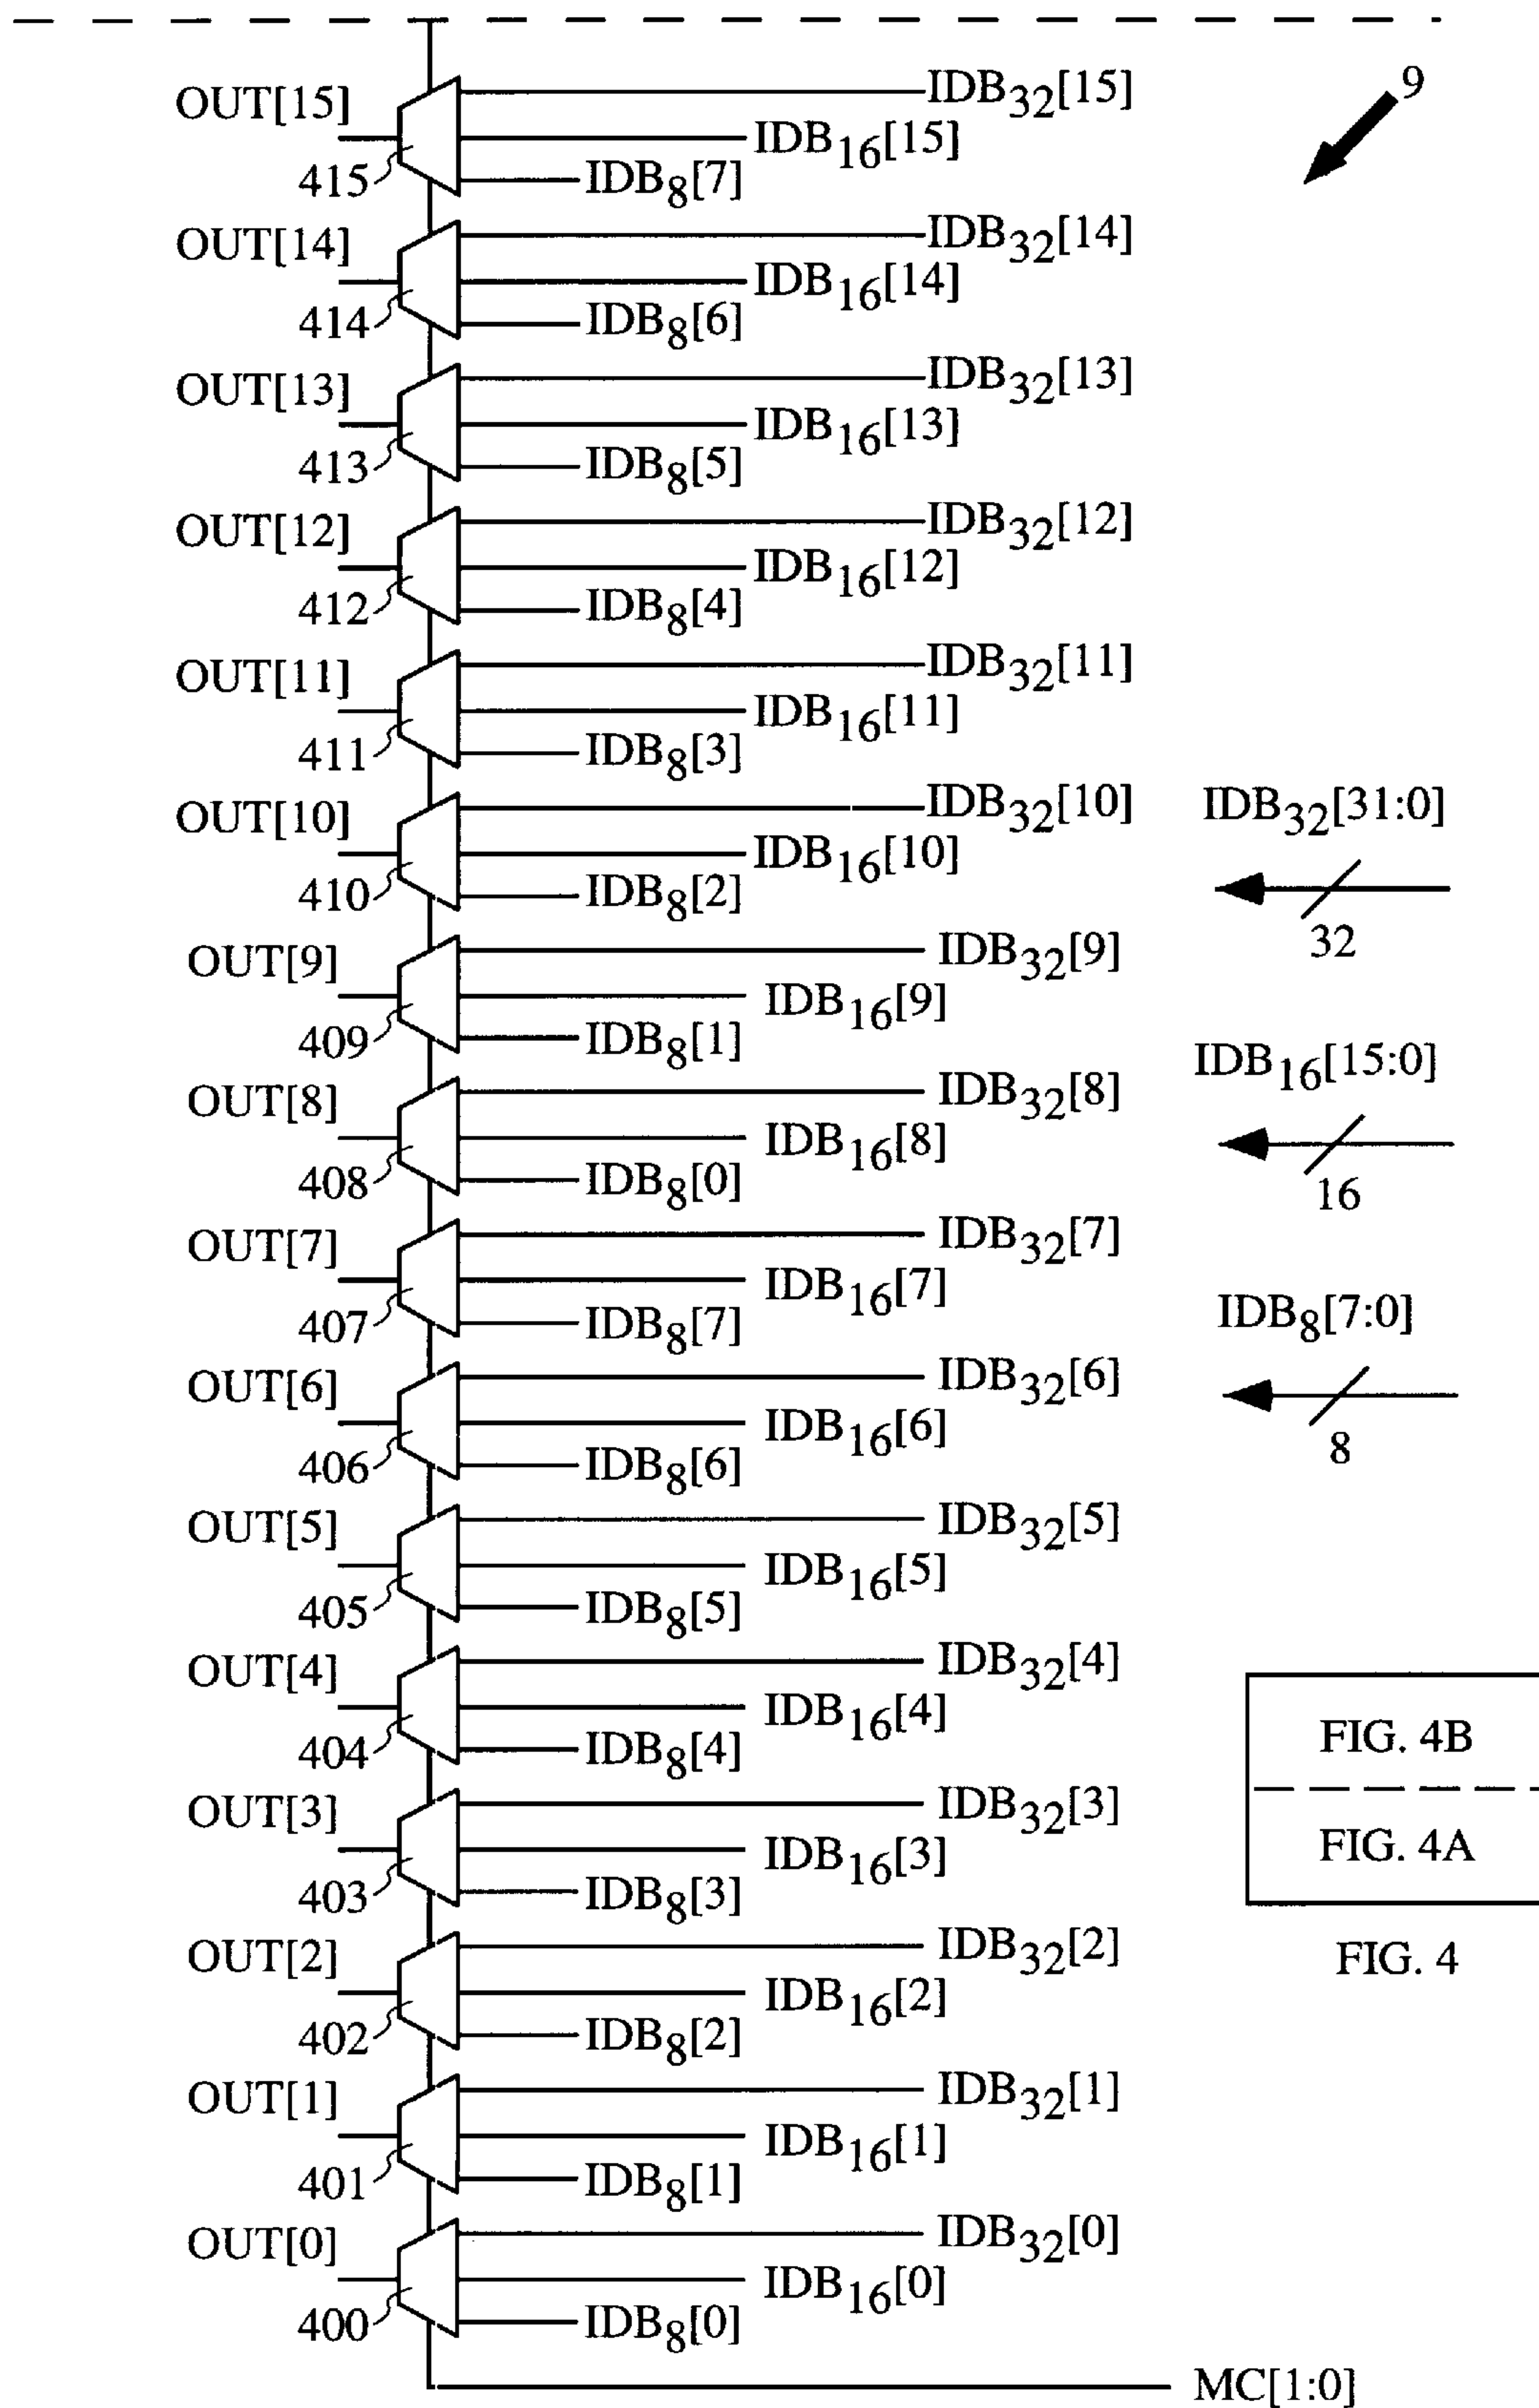 9
OUT[15]
415
IDB32[15]
IDB16[15]
IDB8[7]
OUT[14]
414
IDB32[14]
IDB16[14]
IDB8[6]
OUT[13]
413
IDB32[13]
IDB16[13]
IDB8[5]
OUT[12]
412
IDB32[12]
IDB16[12]
IDB8[4]
OUT[11]
411
IDB32[11]
IDB16[11]
IDB8[3]
OUT[10]
410
IDB32[10]
IDB16[10]
IDB8[2]
OUT[9]
409
IDB32[9]
IDB16[9]
IDB8[1]
OUT[8]
408
IDB32[8]
IDB16[8]
IDB8[0]
OUT[7]
407
IDB32[7]
IDB16[7]
IDB8[7]
OUT[6]
406
IDB32[6]
IDB16[6]
IDB8[6]
OUT[5]
405
IDB32[5]
IDB16[5]
IDB8[5]
OUT[4]
404
IDB32[4]
IDB16[4]
IDB8[4]
OUT[3]
403
IDB32[3]
IDB16[3]
IDB8[3]
OUT[2]
402
IDB32[2]
IDB16[2]
IDB8[2]
OUT[1]
401
IDB32[1]
IDB16[1]
IDB8[1]
OUT[0]
400
IDB32[0]
IDB16[0]
IDB8[0]
MC[1:0]
IDB32[31:0]
32
IDB16[15:0]
16
IDB8[7:0]
8
FIG. 4B
FIG. 4A
FIG. 4